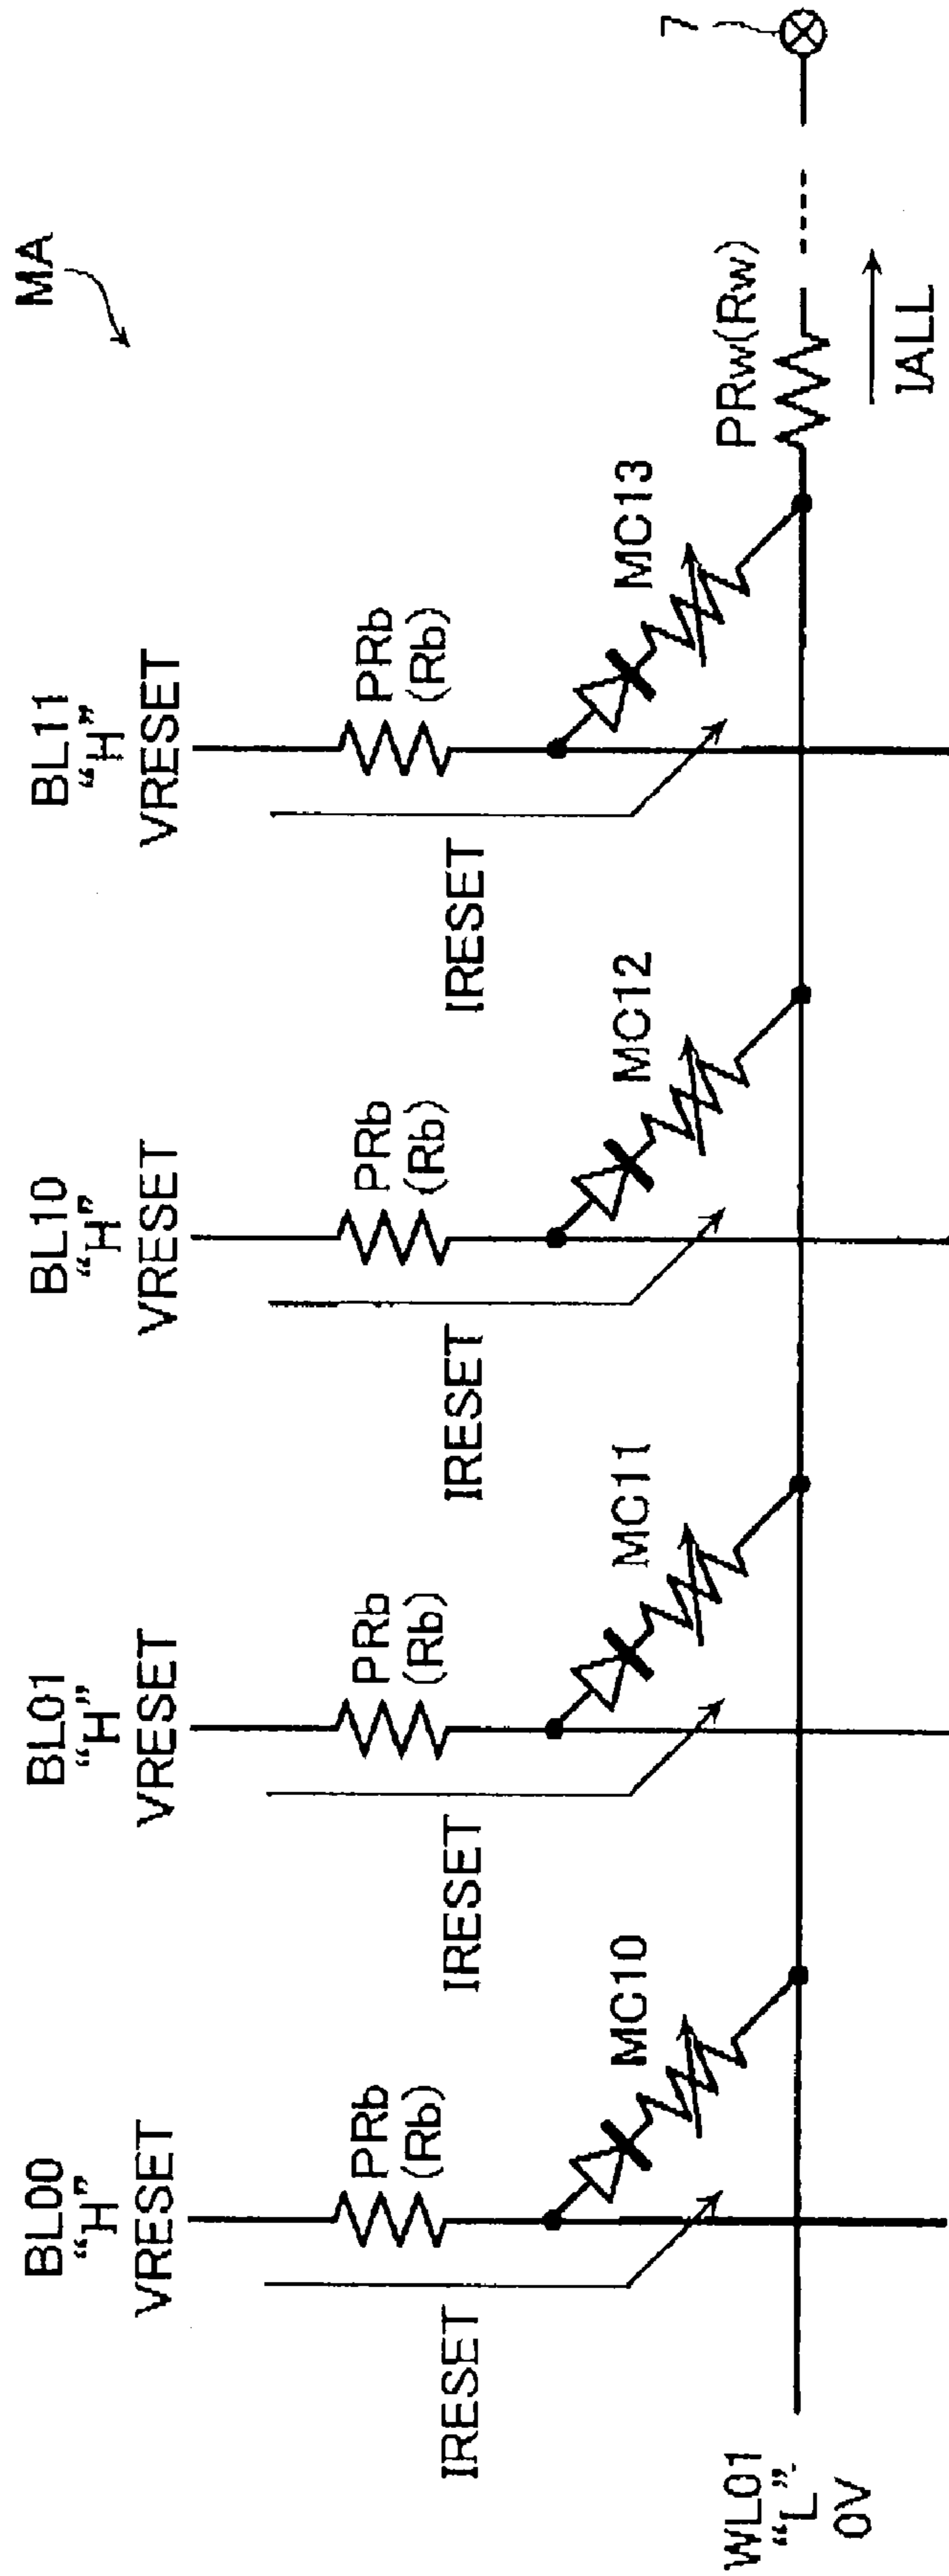 MA
7
BL00
“H”
VRESET
BL01
“H”
VRESET
BL10
“H”
VRESET
BL11
“H”
VRESET
PRb
(Rb)
PRb
(Rb)
PRb
(Rb)
PRb
(Rb)
IRESET
IRESET
IRESET
IRESET
MC10
MC11
MC12
MC13
PRw(Rw)
WL01
“L”
0V
IALL